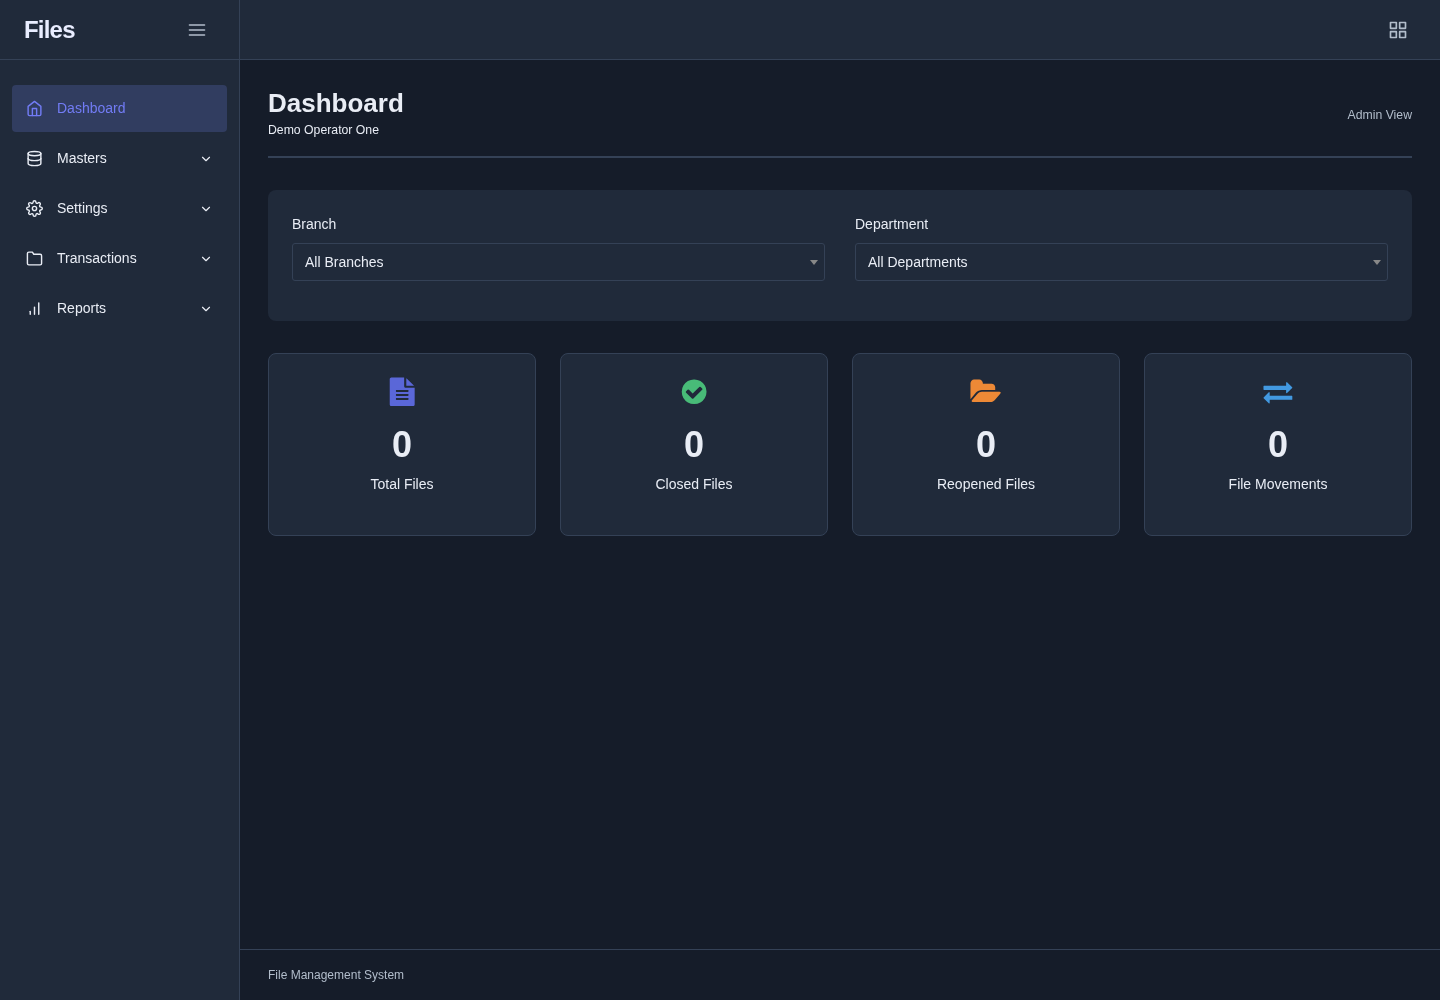 Files
Dashboard
Masters
Settings
Transactions
Reports
Dashboard
Demo Operator One
Admin View
Branch
Department
All Branches
All Departments
0
Total Files
0
Closed Files
0
Reopened Files
0
File Movements
File Management System